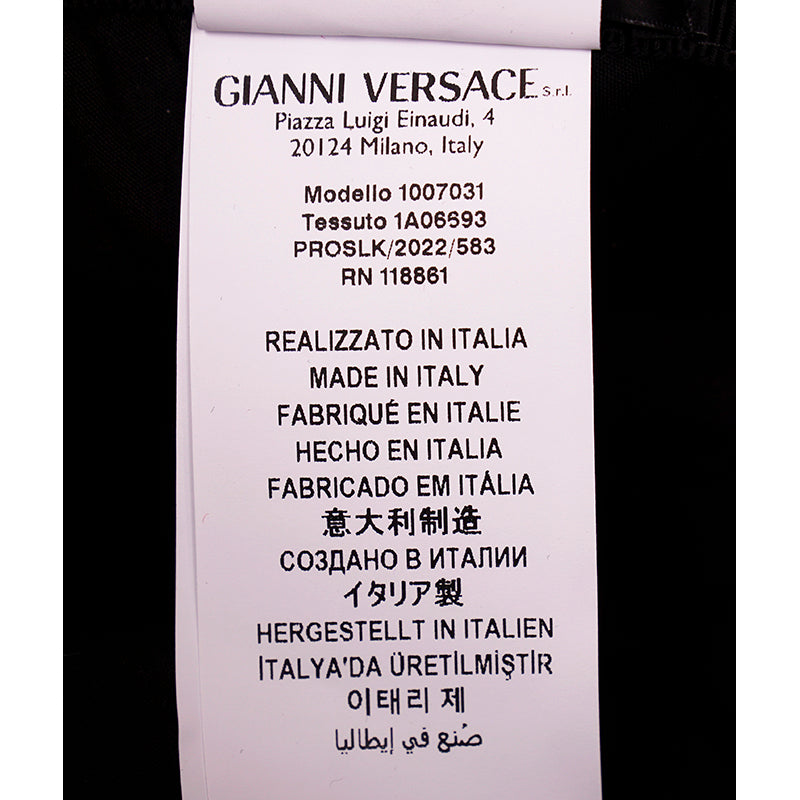 GIANNI VERSACE S.r.l.
Piazza Luigi Einaudi, 4
20124 Milano, Italy
Modello 1007031
Tessuto 1A06693
PROSLK/2022/583
RN 118861
REALIZZATO IN ITALIA
MADE IN ITALY
FABRIQUÉ EN ITALIE
HECHO EN ITALIA
FABRICADO EM ITÁLIA
意大利制造
СОЗДАНО В ИТАЛИИ
イタリア製
HERGESTELLT IN ITALIEN
İTALYA'DA ÜRETİLMİŞTİR
이태리 제
صُنع في إيطاليا